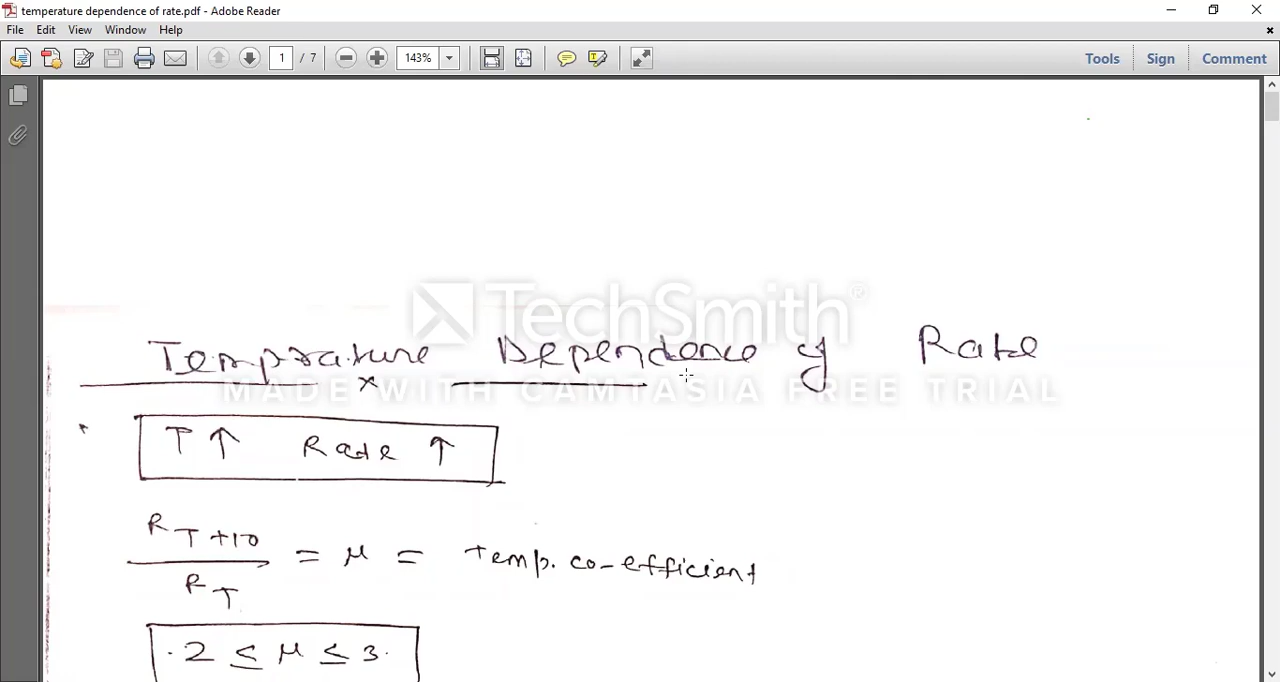 temperature dependence of rate.pdf - Adobe Reader
File Edit View Window Help
1 / 7 143% Tools Sign Comment
TechSmith®
MADE WITH CAMTASIA FREE TRIAL
Temprature Dependence of Rate
T ↑ Rate ↑
R T+10 / R T = μ = temp. co-efficient
2 ≤ μ ≤ 3